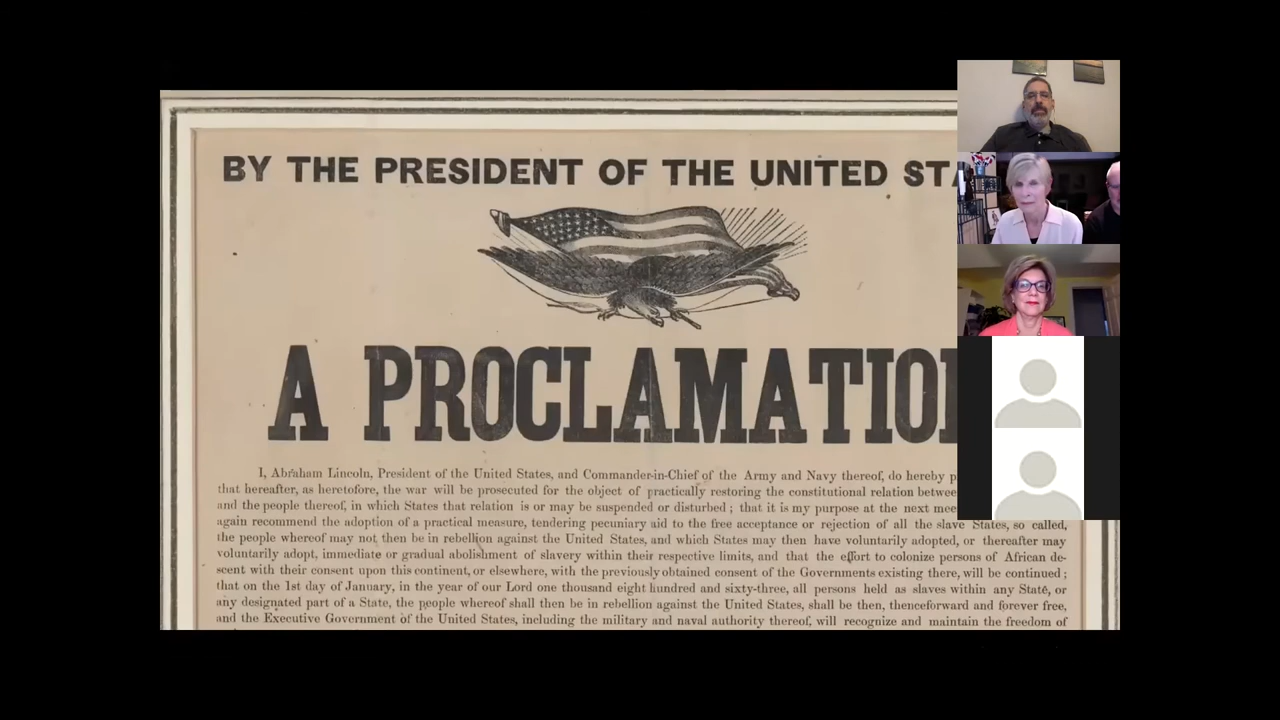 BY THE PRESIDENT OF THE UNITED STA
A PROCLAMATION
I, Abraham Lincoln, President of the United States, and Commander-in-Chief of the Army and Navy thereof, do hereby p
that hereafter, as heretofore, the war will be prosecuted for the object of practically restoring the constitutional relation betwee
and the people thereof, in which States that relation is or may be suspended or disturbed ; that it is my purpose at the next mee
again recommend the adoption of a practical measure, tendering pecuniary aid to the free acceptance or rejection of all the slave States, so called,
the people whereof may not then be in rebellion against the United States, and which States may then have voluntarily adopted, or thereafter may
voluntarily adopt, immediate or gradual abolishment of slavery within their respective limits, and that the effort to colonize persons of African de-
scent with their consent upon this continent, or elsewhere, with the previously obtained consent of the Governments existing there, will be continued ;
that on the 1st day of January, in the year of our Lord one thousand eight hundred and sixty-three, all persons held as slaves within any State, or
any designated part of a State, the people whereof shall then be in rebellion against the United States, shall be then, thenceforward and forever free,
and the Executive Government of the United States, including the military and naval authority thereof, will recognize and maintain the freedom of